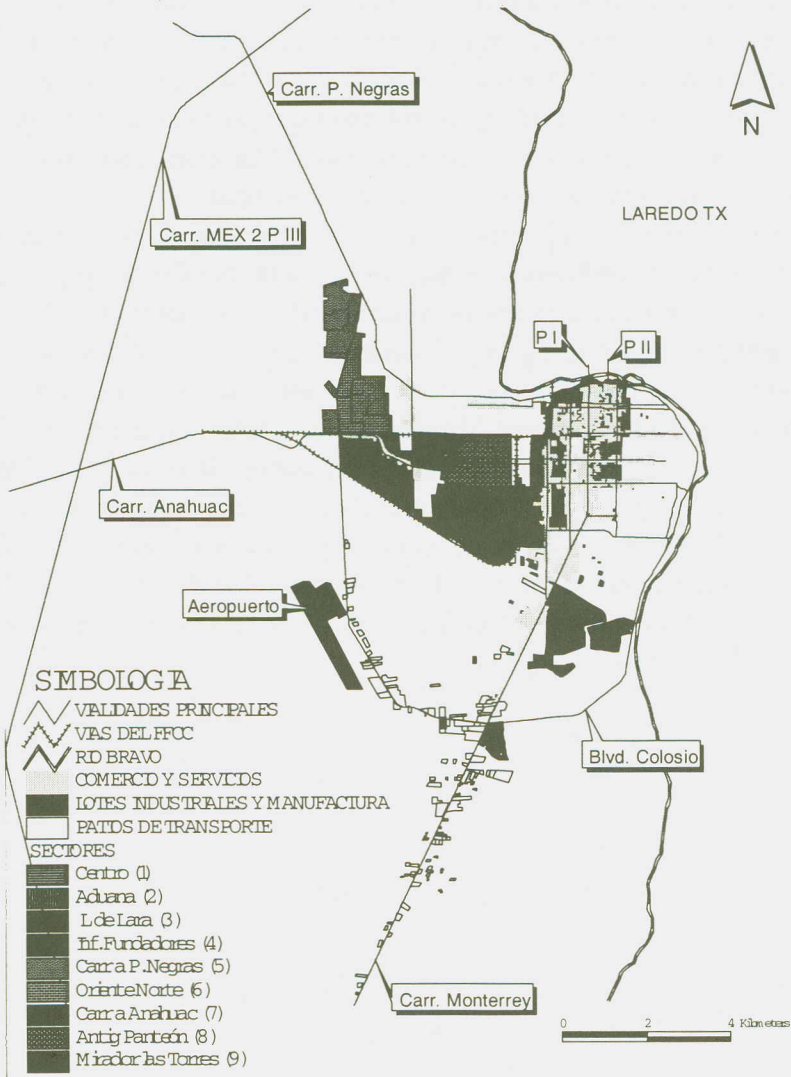 Carr. P. Negras
N
LAREDO TX
Carr. MEX 2 P III
P I
P II
Carr. Anahuac
Aeropuerto
SIMBOLOGIA
VIALIDADES PRINCIPALES
VIAS DEL FFCC
RIO BRAVO
COMERCIO Y SERVICIOS
LOTES INDUSTRIALES Y MANUFACTURA
PATIOS DE TRANSPORTE
SECTORES
Centro (1)
Aduana (2)
L de Lara (3)
Inf. Fundadores (4)
Carr a P. Negras (5)
Oriente Norte (6)
Carr a Anahuac (7)
Antig Panteón (8)
Mirador las Torres (9)
Blvd. Colosio
Carr. Monterrey
0 2 4 Kilometers